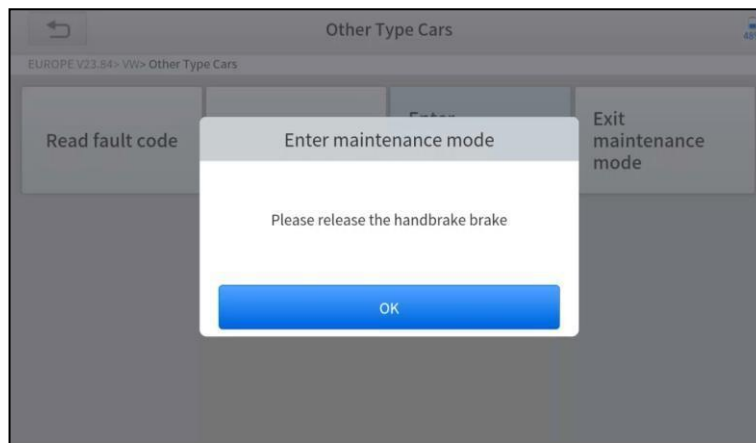 Other Type Cars
EUROPE V23.84> VW> Other Type Cars
Read fault code
Exit
maintenance
mode
Enter maintenance mode
Please release the handbrake brake
OK